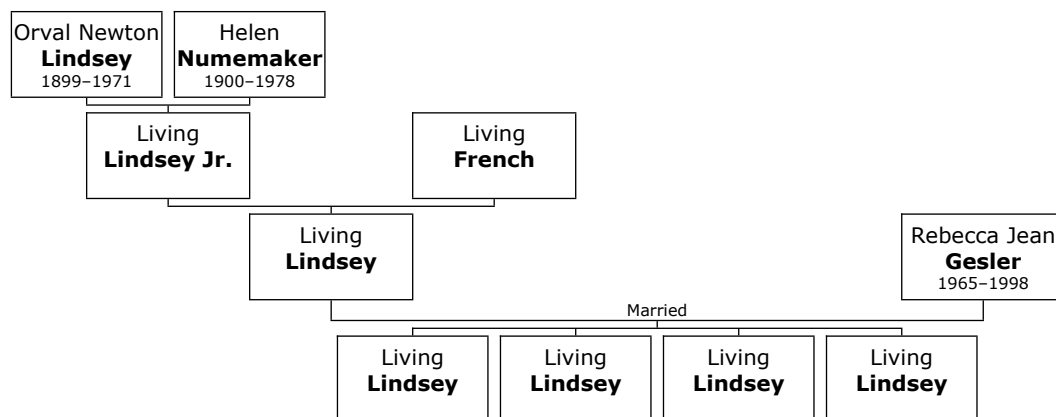 Orval Newton
Lindsey
1899–1971
Helen
Numemaker
1900–1978
Living
Lindsey Jr.
Living
French
Living
Lindsey
Rebecca Jean
Gesler
1965–1998
Married
Living
Lindsey
Living
Lindsey
Living
Lindsey
Living
Lindsey